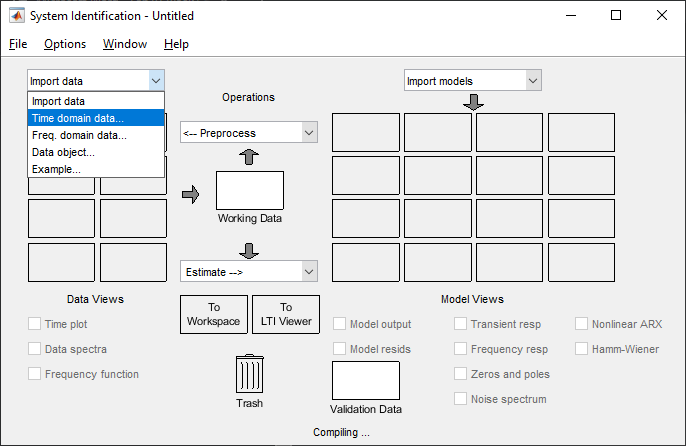 System Identification - Untitled
File Options Window Help
Import data
Import data
Time domain data...
Freq. domain data...
Data object...
Example...
Operations
<-- Preprocess
Working Data
Estimate -->
Import models
Data Views
Time plot
Data spectra
Frequency function
To
Workspace
To
LTI Viewer
Trash
Model Views
Model output
Model resids
Transient resp
Frequency resp
Zeros and poles
Noise spectrum
Nonlinear ARX
Hamm-Wiener
Validation Data
Compiling ...